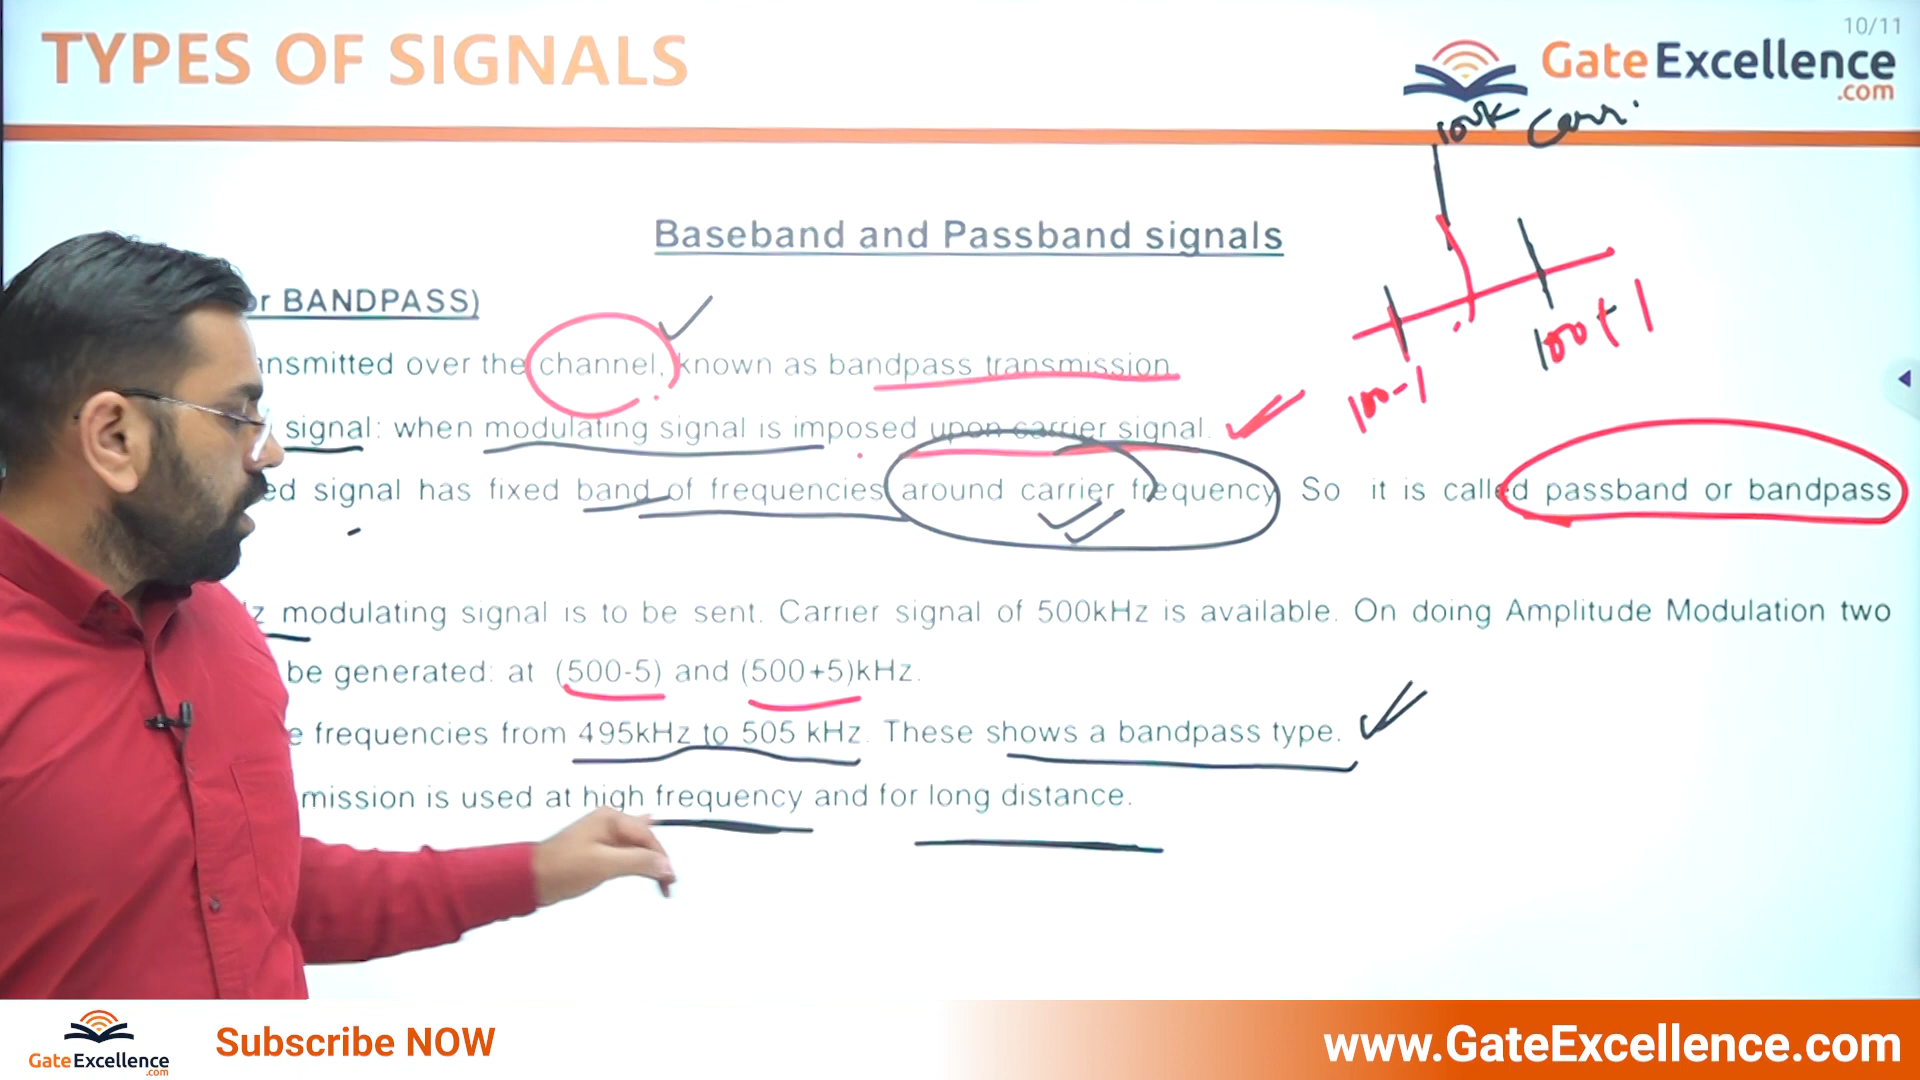 10/11
TYPES OF SIGNALS
GateExcellence
.com
100k Carr.
Baseband and Passband signals
or BANDPASS)
ansmitted over the channel, known as bandpass transmission.
100+1
100-1
signal: when modulating signal is imposed upon carrier signal.
ed signal has fixed band of frequencies around carrier frequency So it is called passband or bandpass
z modulating signal is to be sent. Carrier signal of 500kHz is available. On doing Amplitude Modulation two
be generated: at (500-5) and (500+5)kHz.
e frequencies from 495kHz to 505 kHz. These shows a bandpass type.
mission is used at high frequency and for long distance.
GateExcellence
.com
Subscribe NOW
www.GateExcellence.com